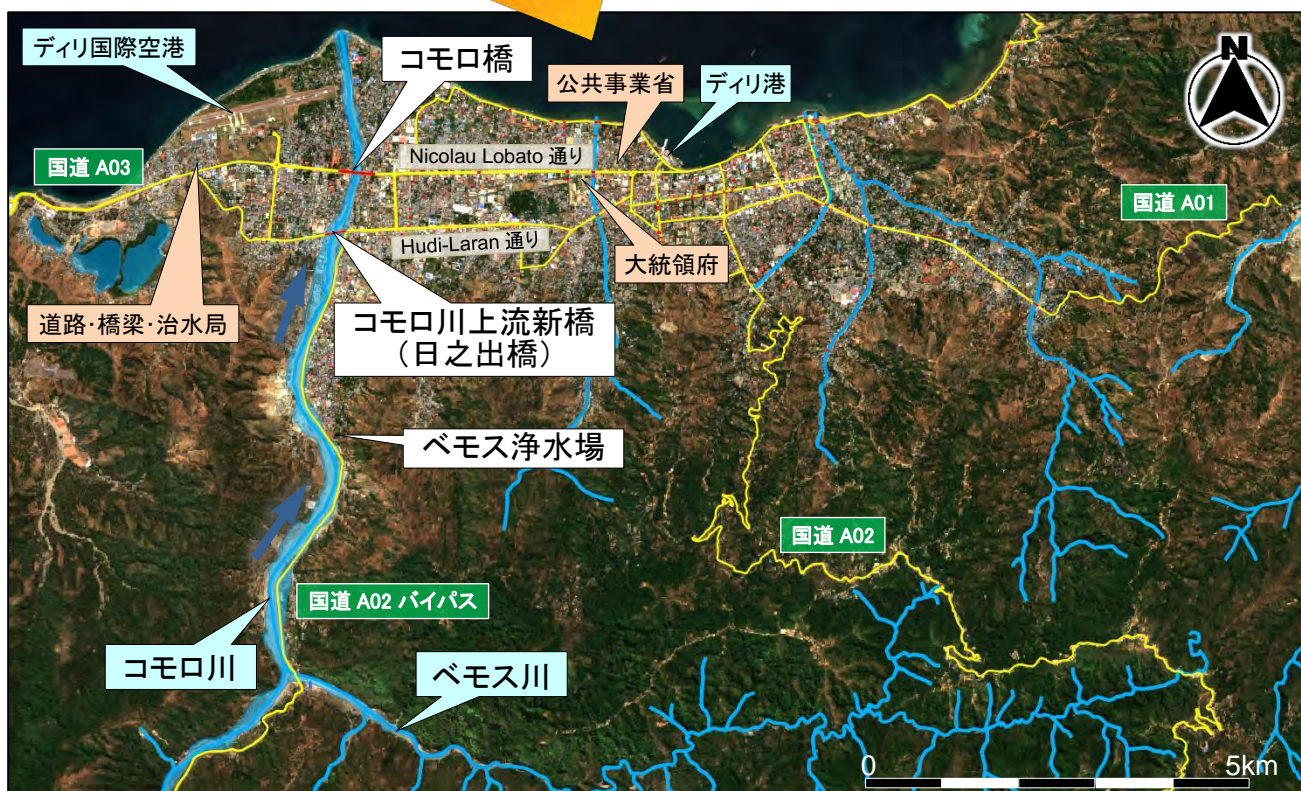 ディリ国際空港
コモロ橋
公共事業省
ディリ港
N
国道 A03
Nicolau Lobato 通り
国道 A01
Hudi-Laran 通り
大統領府
道路・橋梁・治水局
コモロ川上流新橋
（日之出橋）
ベモス浄水場
国道 A02
国道 A02 バイパス
コモロ川
ベモス川
0
5km